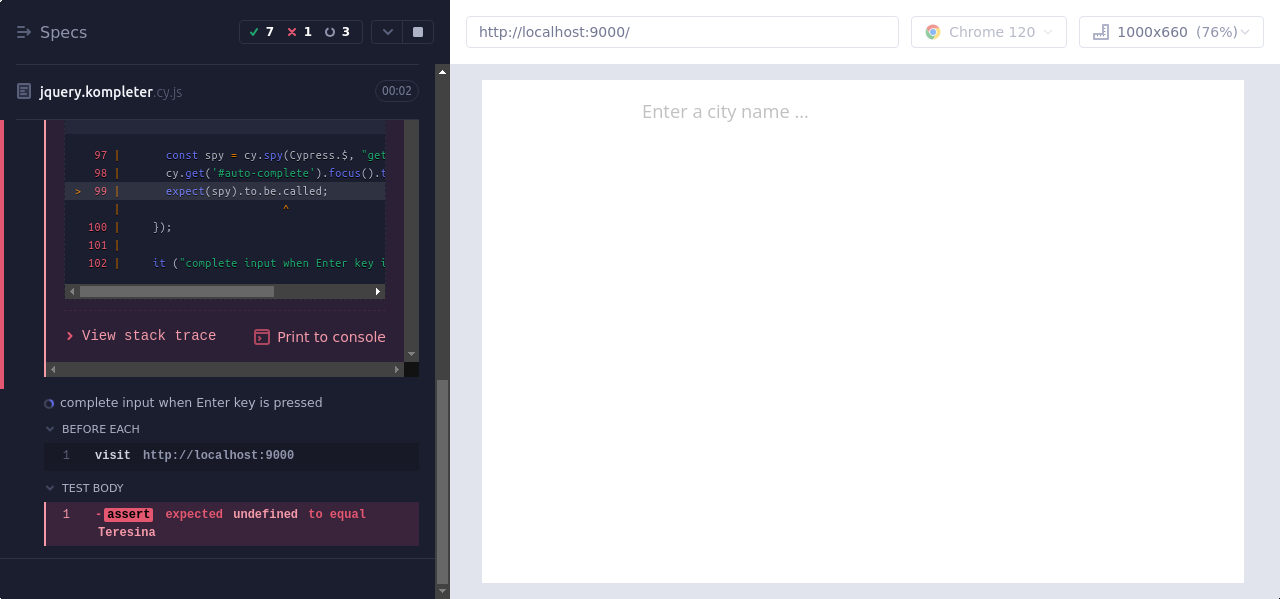 Specs
7
1
3
http://localhost:9000/
Chrome 120
1000x660 (76%)
jquery.kompleter.cy.js
00:02
97 | const spy = cy.spy(Cypress.$, "get
98 | cy.get('#auto-complete').focus().t
> 99 | expect(spy).to.be.called;
| ^
100 | });
101 |
102 | it ("complete input when Enter key i
View stack trace
Print to console
complete input when Enter key is pressed
BEFORE EACH
1 visit http://localhost:9000
TEST BODY
1 -assert expected undefined to equal
Teresina
Enter a city name ...